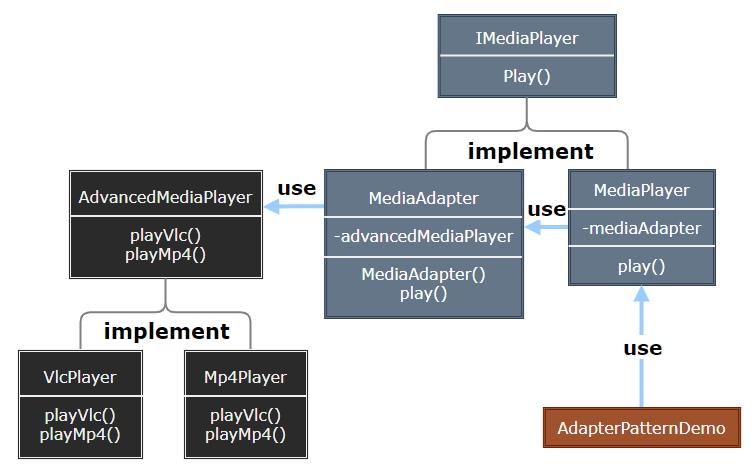 IMediaPlayer
Play()
implement
AdvancedMediaPlayer
playVlc()
playMp4()
use
MediaAdapter
-advancedMediaPlayer
MediaAdapter()
play()
use
MediaPlayer
-mediaAdapter
play()
implement
VlcPlayer
playVlc()
playMp4()
Mp4Player
playVlc()
playMp4()
use
AdapterPatternDemo